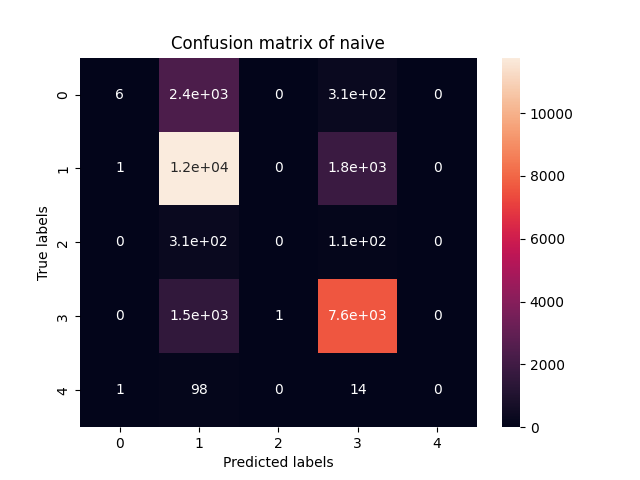 Confusion matrix of naive
0 6 2.4e+03 0 3.1e+02 0
1 1 1.2e+04 0 1.8e+03 0
2 0 3.1e+02 0 1.1e+02 0
3 0 1.5e+03 1 7.6e+03 0
4 1 98 0 14 0
0 1 2 3 4
True labels
Predicted labels
10000
8000
6000
4000
2000
0